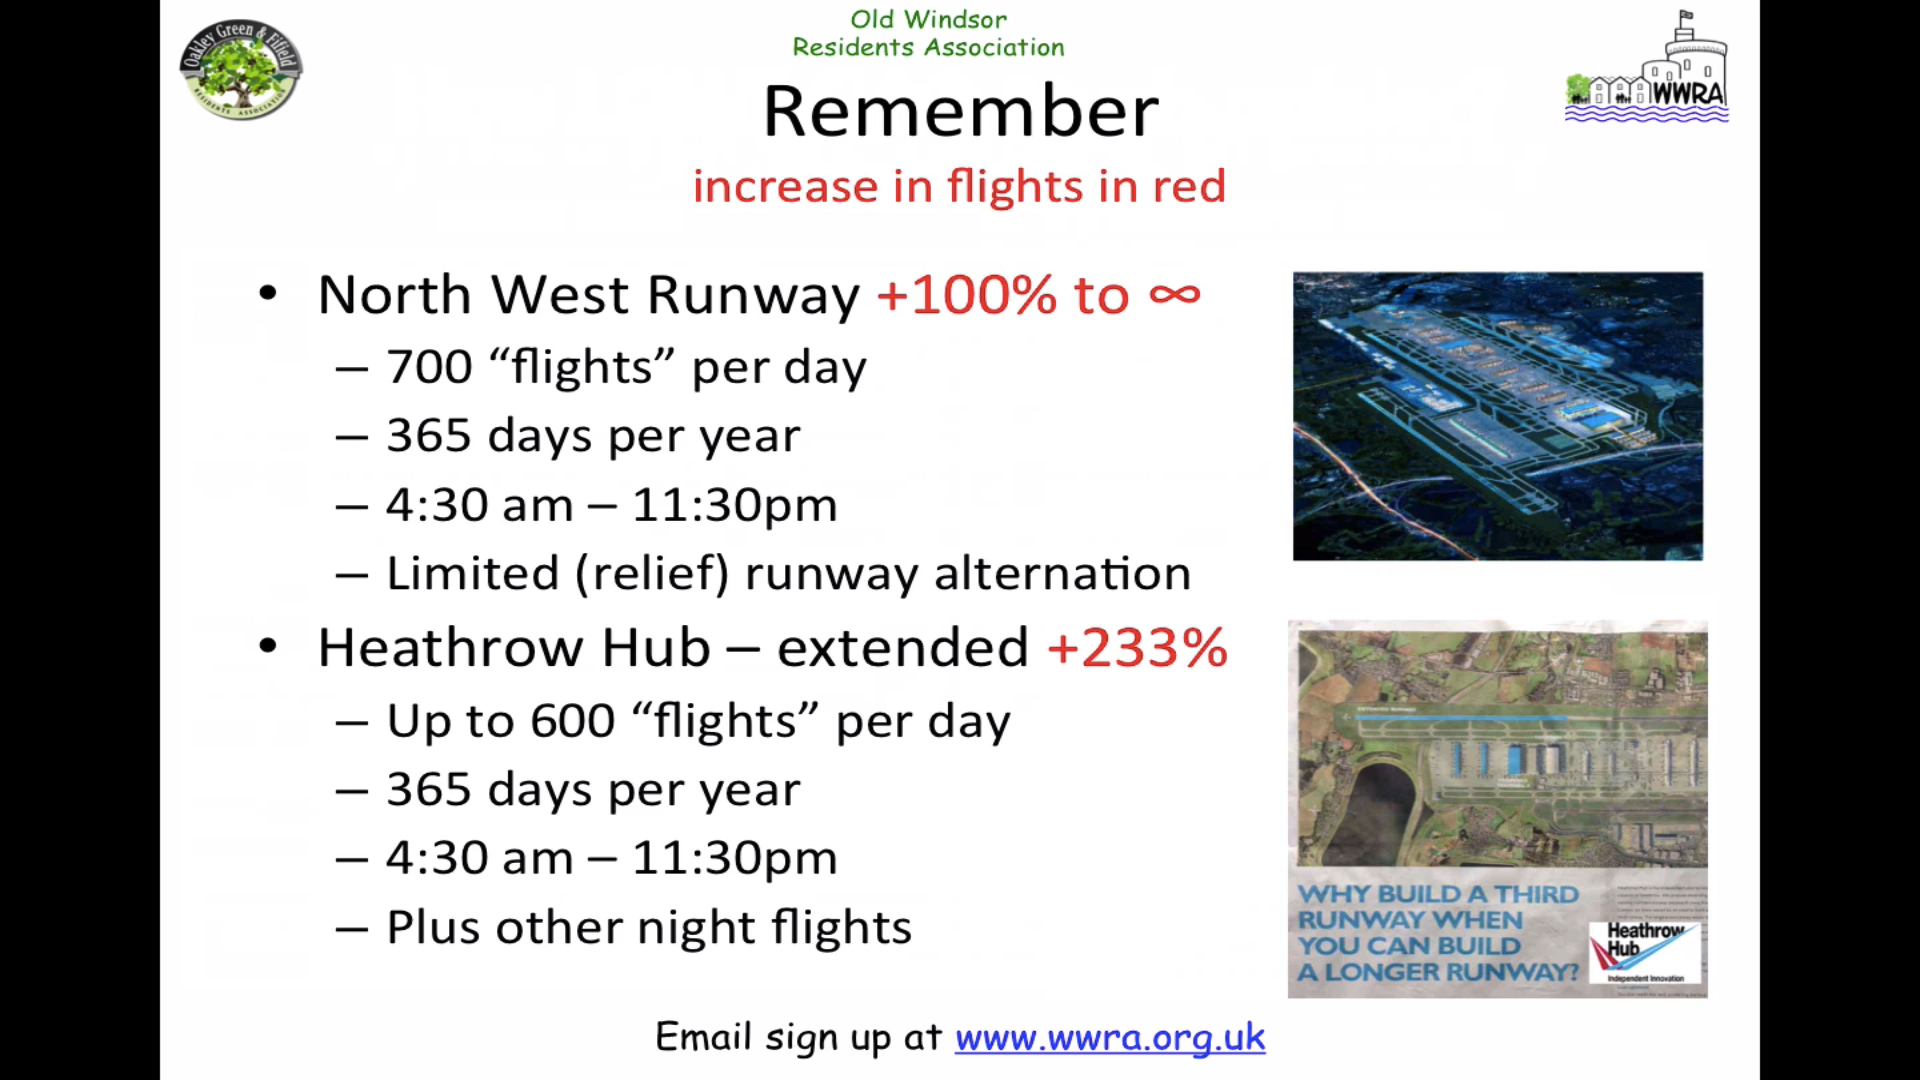 Oakley Green & Fifield
RESIDENTS ASSOCIATION
Old Windsor
Residents Association
WWRA
Remember
increase in flights in red
• North West Runway +100% to ∞
– 700 “flights” per day
– 365 days per year
– 4:30 am – 11:30pm
– Limited (relief) runway alternation
• Heathrow Hub – extended +233%
– Up to 600 “flights” per day
– 365 days per year
– 4:30 am – 11:30pm
– Plus other night flights
WHY BUILD A THIRD
RUNWAY WHEN
YOU CAN BUILD
A LONGER RUNWAY?
Heathrow
Hub
Independent Innovation
Email sign up at www.wwra.org.uk